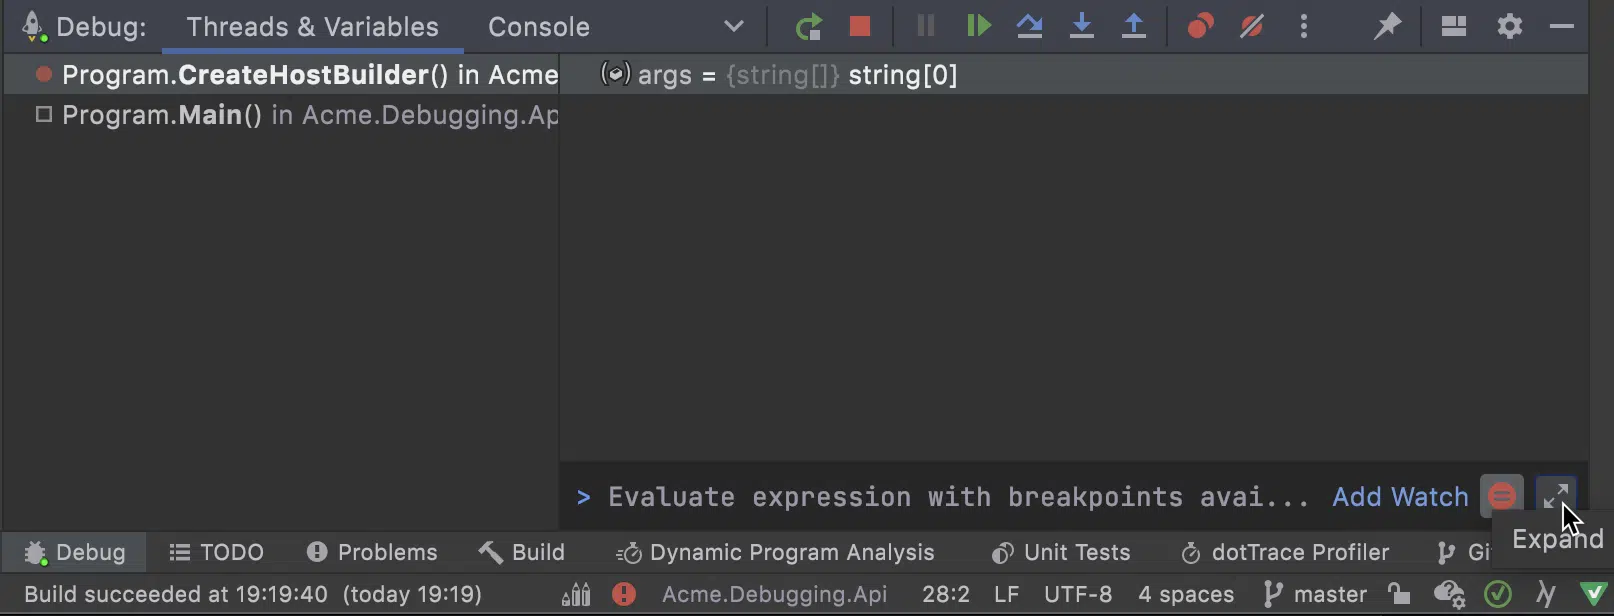 Debug: Threads & Variables Console
Program.CreateHostBuilder() in Acme
args = {string[]} string[0]
Program.Main() in Acme.Debugging.Ap
> Evaluate expression with breakpoints avai... Add Watch
Expand
Debug TODO Problems Build Dynamic Program Analysis Unit Tests dotTrace Profiler Gi
Build succeeded at 19:19:40 (today 19:19) Acme.Debugging.Api 28:2 LF UTF-8 4 spaces master